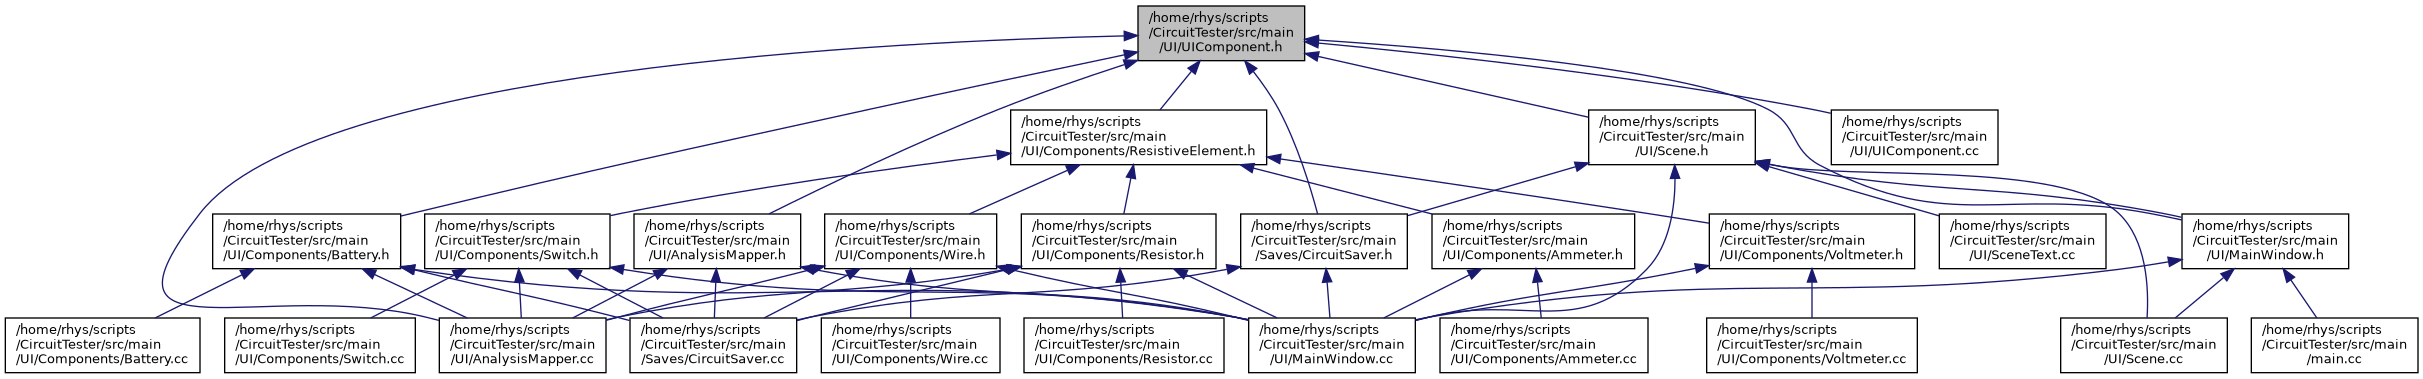 /home/rhys/scripts
/CircuitTester/src/main
/UI/UIComponent.h
/home/rhys/scripts
/CircuitTester/src/main
/UI/Components/ResistiveElement.h
/home/rhys/scripts
/CircuitTester/src/main
/UI/Scene.h
/home/rhys/scripts
/CircuitTester/src/main
/UI/UIComponent.cc
/home/rhys/scripts
/CircuitTester/src/main
/UI/Components/Battery.h
/home/rhys/scripts
/CircuitTester/src/main
/UI/Components/Switch.h
/home/rhys/scripts
/CircuitTester/src/main
/UI/AnalysisMapper.h
/home/rhys/scripts
/CircuitTester/src/main
/UI/Components/Wire.h
/home/rhys/scripts
/CircuitTester/src/main
/UI/Components/Resistor.h
/home/rhys/scripts
/CircuitTester/src/main
/Saves/CircuitSaver.h
/home/rhys/scripts
/CircuitTester/src/main
/UI/Components/Ammeter.h
/home/rhys/scripts
/CircuitTester/src/main
/UI/Components/Voltmeter.h
/home/rhys/scripts
/CircuitTester/src/main
/UI/SceneText.cc
/home/rhys/scripts
/CircuitTester/src/main
/UI/MainWindow.h
/home/rhys/scripts
/CircuitTester/src/main
/UI/Components/Battery.cc
/home/rhys/scripts
/CircuitTester/src/main
/UI/Components/Switch.cc
/home/rhys/scripts
/CircuitTester/src/main
/UI/AnalysisMapper.cc
/home/rhys/scripts
/CircuitTester/src/main
/Saves/CircuitSaver.cc
/home/rhys/scripts
/CircuitTester/src/main
/UI/Components/Wire.cc
/home/rhys/scripts
/CircuitTester/src/main
/UI/Components/Resistor.cc
/home/rhys/scripts
/CircuitTester/src/main
/UI/MainWindow.cc
/home/rhys/scripts
/CircuitTester/src/main
/UI/Components/Ammeter.cc
/home/rhys/scripts
/CircuitTester/src/main
/UI/Components/Voltmeter.cc
/home/rhys/scripts
/CircuitTester/src/main
/UI/Scene.cc
/home/rhys/scripts
/CircuitTester/src/main
/main.cc